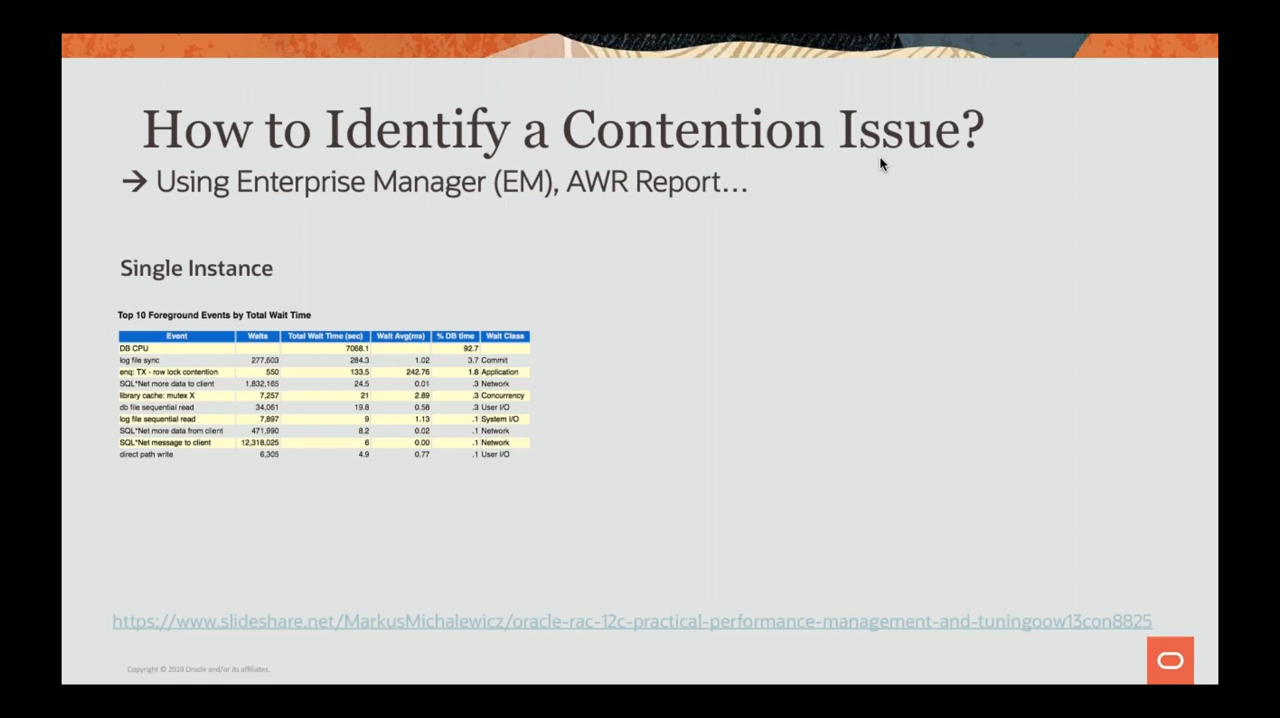 How to Identify a Contention Issue?
→ Using Enterprise Manager (EM), AWR Report...
Single Instance
Top 10 Foreground Events by Total Wait Time
Event Waits Total Wait Time (sec) Wait Avg(ms) % DB time Wait Class
DB CPU 7068.1 92.7
log file sync 277,603 284.3 1.02 3.7 Commit
enq: TX - row lock contention 550 133.5 242.76 1.8 Application
SQL*Net more data to client 1,832,165 24.5 0.01 .3 Network
library cache: mutex X 7,257 21 2.89 .3 Concurrency
db file sequential read 34,061 19.8 0.58 .3 User I/O
log file sequential read 7,897 9 1.13 .1 System I/O
SQL*Net more data from client 471,990 8.2 0.02 .1 Network
SQL*Net message to client 12,318,025 6 0.00 .1 Network
direct path write 6,305 4.9 0.77 .1 User I/O
https://www.slideshare.net/MarkusMichalewicz/oracle-rac-12c-practical-performance-management-and-tuningoow13con8825
Copyright © 2019 Oracle and/or its affiliates.